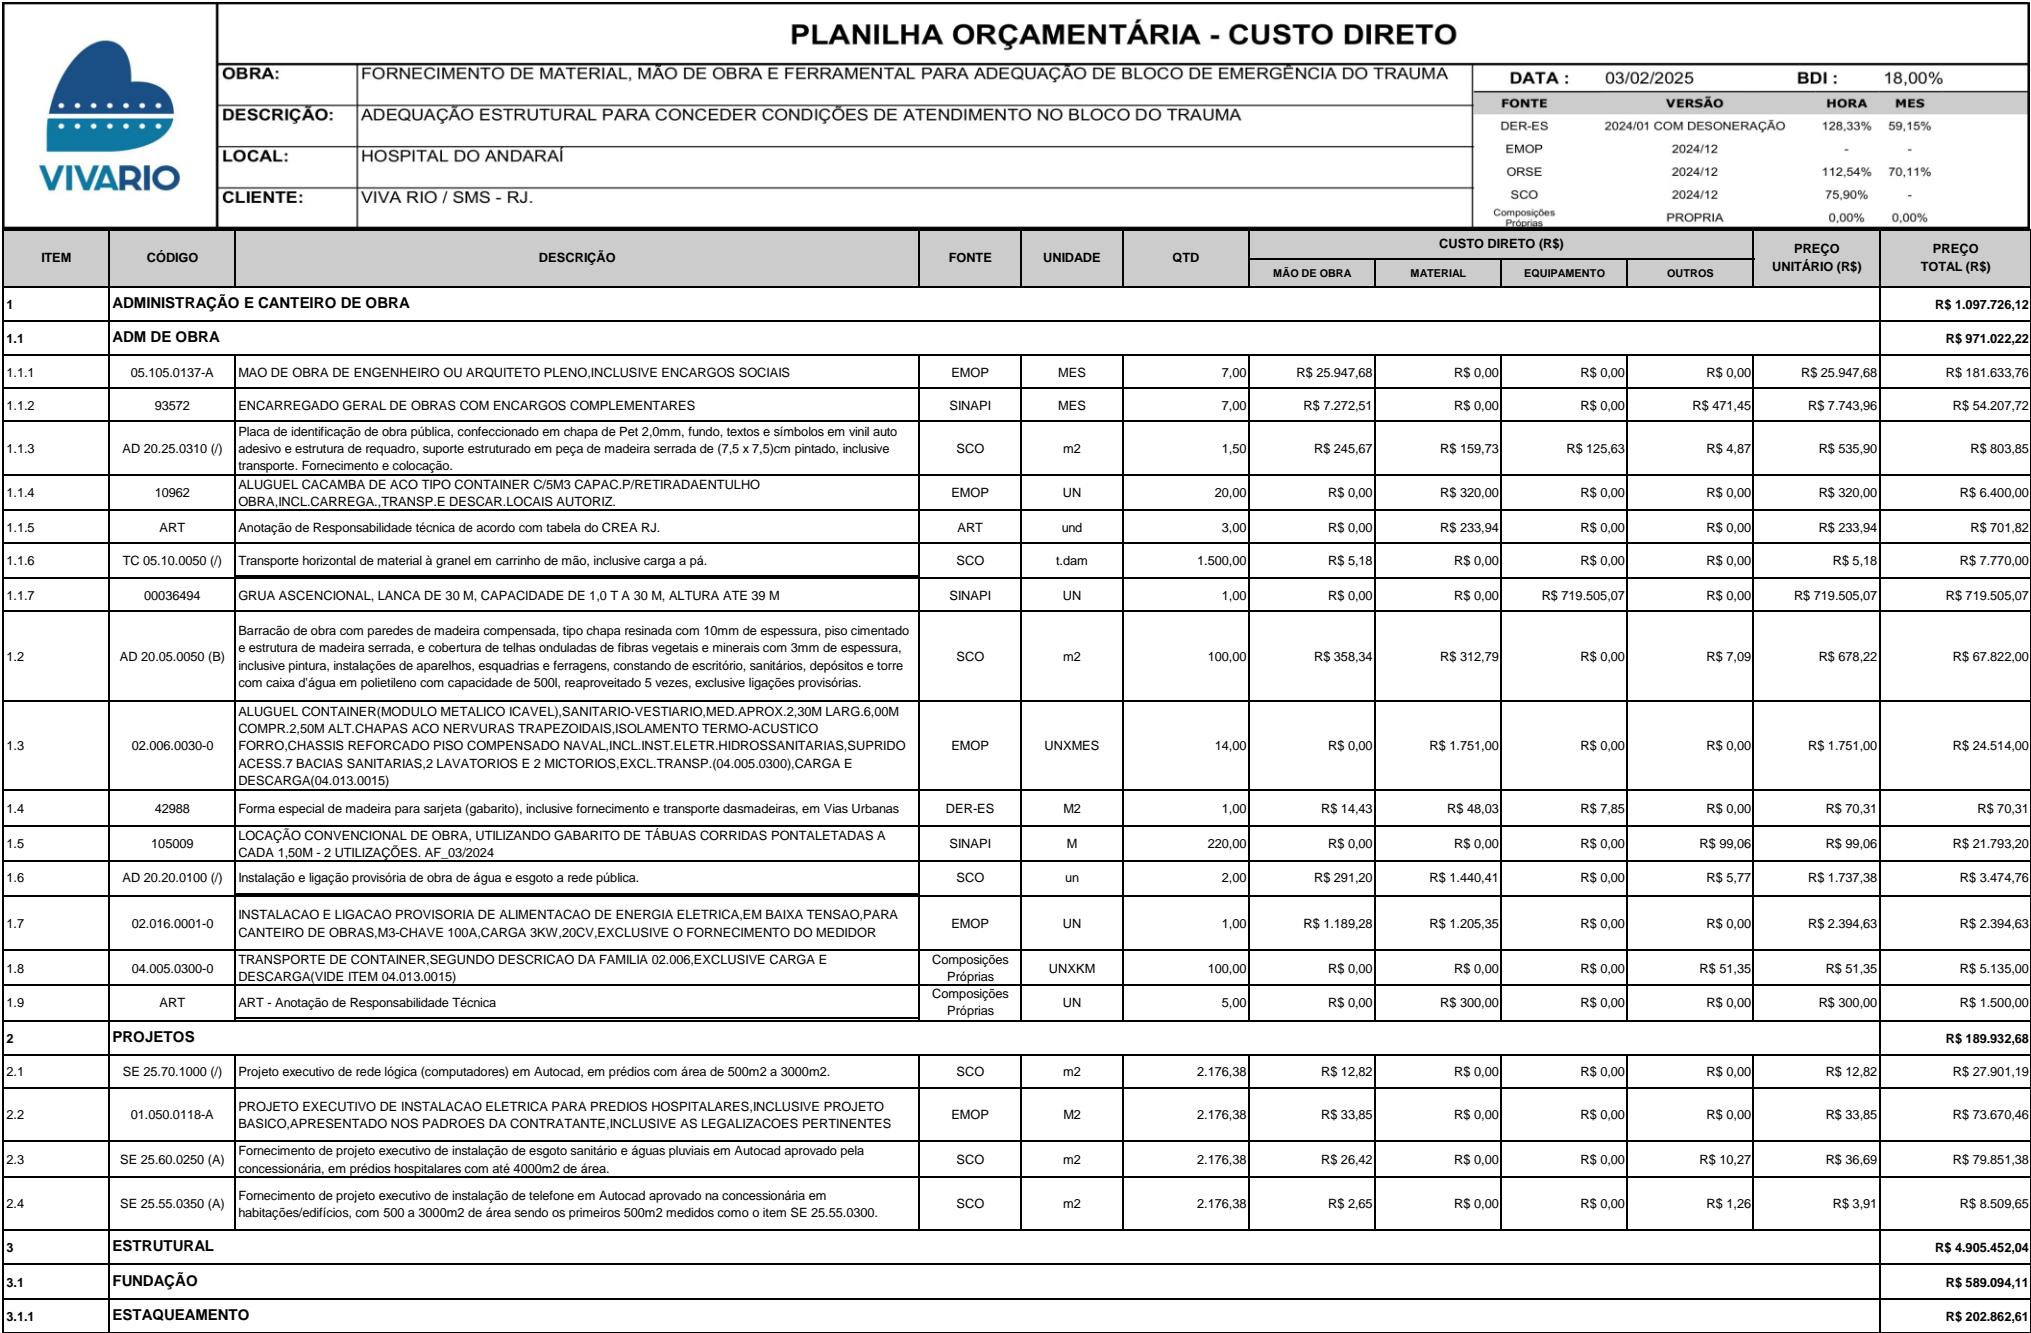 PLANILHA ORÇAMENTÁRIA - CUSTO DIRETO
VIVARIO
OBRA: FORNECIMENTO DE MATERIAL, MÃO DE OBRA E FERRAMENTAL PARA ADEQUAÇÃO DE BLOCO DE EMERGÊNCIA DO TRAUMA
DESCRIÇÃO: ADEQUAÇÃO ESTRUTURAL PARA CONCEDER CONDIÇÕES DE ATENDIMENTO NO BLOCO DO TRAUMA
LOCAL: HOSPITAL DO ANDARAÍ
CLIENTE: VIVA RIO / SMS - RJ.
DATA : 03/02/2025 BDI : 18,00%
FONTE VERSÃO HORA MES
DER-ES 2024/01 COM DESONERAÇÃO 128,33% 59,15%
EMOP 2024/12 - -
ORSE 2024/12 112,54% 70,11%
SCO 2024/12 75,90% -
Composições Próprias PROPRIA 0,00% 0,00%
ITEM CÓDIGO DESCRIÇÃO FONTE UNIDADE QTD CUSTO DIRETO (R$) PREÇO UNITÁRIO (R$) PREÇO TOTAL (R$)
MÃO DE OBRA MATERIAL EQUIPAMENTO OUTROS
1 ADMINISTRAÇÃO E CANTEIRO DE OBRA R$ 1.097.726,12
1.1 ADM DE OBRA R$ 971.022,22
1.1.1 05.105.0137-A MAO DE OBRA DE ENGENHEIRO OU ARQUITETO PLENO,INCLUSIVE ENCARGOS SOCIAIS EMOP MES 7,00 R$ 25.947,68 R$ 0,00 R$ 0,00 R$ 0,00 R$ 25.947,68 R$ 181.633,76
1.1.2 93572 ENCARREGADO GERAL DE OBRAS COM ENCARGOS COMPLEMENTARES SINAPI MES 7,00 R$ 7.272,51 R$ 0,00 R$ 0,00 R$ 471,45 R$ 7.743,96 R$ 54.207,72
Placa de identificação de obra pública, confeccionado em chapa de Pet 2,0mm, fundo, textos e símbolos em vinil auto
1.1.3 AD 20.25.0310 (/) adesivo e estrutura de requadro, suporte estruturado em peça de madeira serrada de (7,5 x 7,5)cm pintado, inclusive SCO m2 1,50 R$ 245,67 R$ 159,73 R$ 125,63 R$ 4,87 R$ 535,90 R$ 803,85
transporte. Fornecimento e colocação.
1.1.4 10962 ALUGUEL CACAMBA DE ACO TIPO CONTAINER C/5M3 CAPAC.P/RETIRADAENTULHO
OBRA,INCL.CARREGA.,TRANSP.E DESCAR.LOCAIS AUTORIZ. EMOP UN 20,00 R$ 0,00 R$ 320,00 R$ 0,00 R$ 0,00 R$ 320,00 R$ 6.400,00
1.1.5 ART Anotação de Responsabilidade técnica de acordo com tabela do CREA RJ. ART und 3,00 R$ 0,00 R$ 233,94 R$ 0,00 R$ 0,00 R$ 233,94 R$ 701,82
1.1.6 TC 05.10.0050 (/) Transporte horizontal de material à granel em carrinho de mão, inclusive carga a pá. SCO t.dam 1.500,00 R$ 5,18 R$ 0,00 R$ 0,00 R$ 0,00 R$ 5,18 R$ 7.770,00
1.1.7 00036494 GRUA ASCENCIONAL, LANCA DE 30 M, CAPACIDADE DE 1,0 T A 30 M, ALTURA ATE 39 M SINAPI UN 1,00 R$ 0,00 R$ 0,00 R$ 719.505,07 R$ 0,00 R$ 719.505,07 R$ 719.505,07
Barracão de obra com paredes de madeira compensada, tipo chapa resinada com 10mm de espessura, piso cimentado
1.2 AD 20.05.0050 (B) e estrutura de madeira serrada, e cobertura de telhas onduladas de fibras vegetais e minerais com 3mm de espessura,
inclusive pintura, instalações de aparelhos, esquadrias e ferragens, constando de escritório, sanitários, depósitos e torre
com caixa d'água em polietileno com capacidade de 500l, reaproveitado 5 vezes, exclusive ligações provisórias. SCO m2 100,00 R$ 358,34 R$ 312,79 R$ 0,00 R$ 7,09 R$ 678,22 R$ 67.822,00
ALUGUEL CONTAINER(MODULO METALICO ICAVEL),SANITARIO-VESTIARIO,MED.APROX.2,30M LARG.6,00M
COMPR.2,50M ALT.CHAPAS ACO NERVURAS TRAPEZOIDAIS,ISOLAMENTO TERMO-ACUSTICO
1.3 02.006.0030-0 FORRO,CHASSIS REFORCADO PISO COMPENSADO NAVAL,INCL.INST.ELETR.HIDROSSANITARIAS,SUPRIDO EMOP UNXMES 14,00 R$ 0,00 R$ 1.751,00 R$ 0,00 R$ 0,00 R$ 1.751,00 R$ 24.514,00
ACESS.7 BACIAS SANITARIAS,2 LAVATORIOS E 2 MICTORIOS,EXCL.TRANSP.(04.005.0300),CARGA E
DESCARGA(04.013.0015)
1.4 42988 Forma especial de madeira para sarjeta (gabarito), inclusive fornecimento e transporte dasmadeiras, em Vias Urbanas DER-ES M2 1,00 R$ 14,43 R$ 48,03 R$ 7,85 R$ 0,00 R$ 70,31 R$ 70,31
1.5 105009 LOCAÇÃO CONVENCIONAL DE OBRA, UTILIZANDO GABARITO DE TÁBUAS CORRIDAS PONTALETADAS A
CADA 1,50M - 2 UTILIZAÇÕES. AF_03/2024 SINAPI M 220,00 R$ 0,00 R$ 0,00 R$ 0,00 R$ 99,06 R$ 99,06 R$ 21.793,20
1.6 AD 20.20.0100 (/) Instalação e ligação provisória de obra de água e esgoto a rede pública. SCO un 2,00 R$ 291,20 R$ 1.440,41 R$ 0,00 R$ 5,77 R$ 1.737,38 R$ 3.474,76
1.7 02.016.0001-0 INSTALACAO E LIGACAO PROVISORIA DE ALIMENTACAO DE ENERGIA ELETRICA,EM BAIXA TENSAO,PARA
CANTEIRO DE OBRAS,M3-CHAVE 100A,CARGA 3KW,20CV,EXCLUSIVE O FORNECIMENTO DO MEDIDOR EMOP UN 1,00 R$ 1.189,28 R$ 1.205,35 R$ 0,00 R$ 0,00 R$ 2.394,63 R$ 2.394,63
1.8 04.005.0300-0 TRANSPORTE DE CONTAINER,SEGUNDO DESCRICAO DA FAMILIA 02.006,EXCLUSIVE CARGA E
DESCARGA(VIDE ITEM 04.013.0015) Composições Próprias UNXKM 100,00 R$ 0,00 R$ 0,00 R$ 0,00 R$ 51,35 R$ 51,35 R$ 5.135,00
1.9 ART ART - Anotação de Responsabilidade Técnica Composições Próprias UN 5,00 R$ 0,00 R$ 300,00 R$ 0,00 R$ 0,00 R$ 300,00 R$ 1.500,00
2 PROJETOS R$ 189.932,68
2.1 SE 25.70.1000 (/) Projeto executivo de rede lógica (computadores) em Autocad, em prédios com área de 500m2 a 3000m2. SCO m2 2.176,38 R$ 12,82 R$ 0,00 R$ 0,00 R$ 0,00 R$ 12,82 R$ 27.901,19
2.2 01.050.0118-A PROJETO EXECUTIVO DE INSTALACAO ELETRICA PARA PREDIOS HOSPITALARES,INCLUSIVE PROJETO
BASICO,APRESENTADO NOS PADROES DA CONTRATANTE,INCLUSIVE AS LEGALIZACOES PERTINENTES EMOP M2 2.176,38 R$ 33,85 R$ 0,00 R$ 0,00 R$ 0,00 R$ 33,85 R$ 73.670,46
2.3 SE 25.60.0250 (A) Fornecimento de projeto executivo de instalação de esgoto sanitário e águas pluviais em Autocad aprovado pela
concessionária, em prédios hospitalares com até 4000m2 de área. SCO m2 2.176,38 R$ 26,42 R$ 0,00 R$ 0,00 R$ 10,27 R$ 36,69 R$ 79.851,38
2.4 SE 25.55.0350 (A) Fornecimento de projeto executivo de instalação de telefone em Autocad aprovado na concessionária em
habitações/edifícios, com 500 a 3000m2 de área sendo os primeiros 500m2 medidos como o item SE 25.55.0300. SCO m2 2.176,38 R$ 2,65 R$ 0,00 R$ 0,00 R$ 1,26 R$ 3,91 R$ 8.509,65
3 ESTRUTURAL R$ 4.905.452,04
3.1 FUNDAÇÃO R$ 589.094,11
3.1.1 ESTAQUEAMENTO R$ 202.862,61